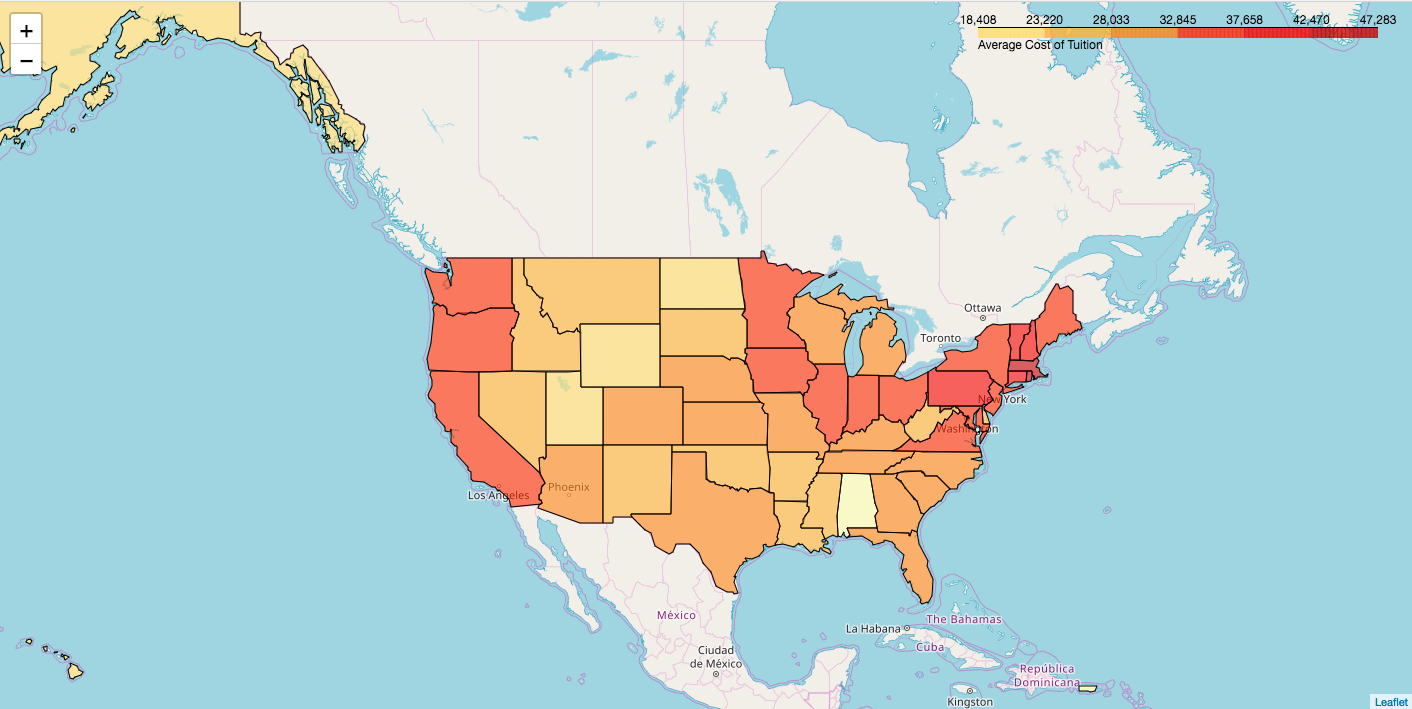 +
−
18,408 23,220 28,033 32,845 37,658 42,470 47,283
Average Cost of Tuition
Ottawa
Toronto
New York
Washington
Los Angeles
Phoenix
México
Ciudad
de México
La Habana
The Bahamas
Cuba
República
Dominicana
Kingston
Leaflet